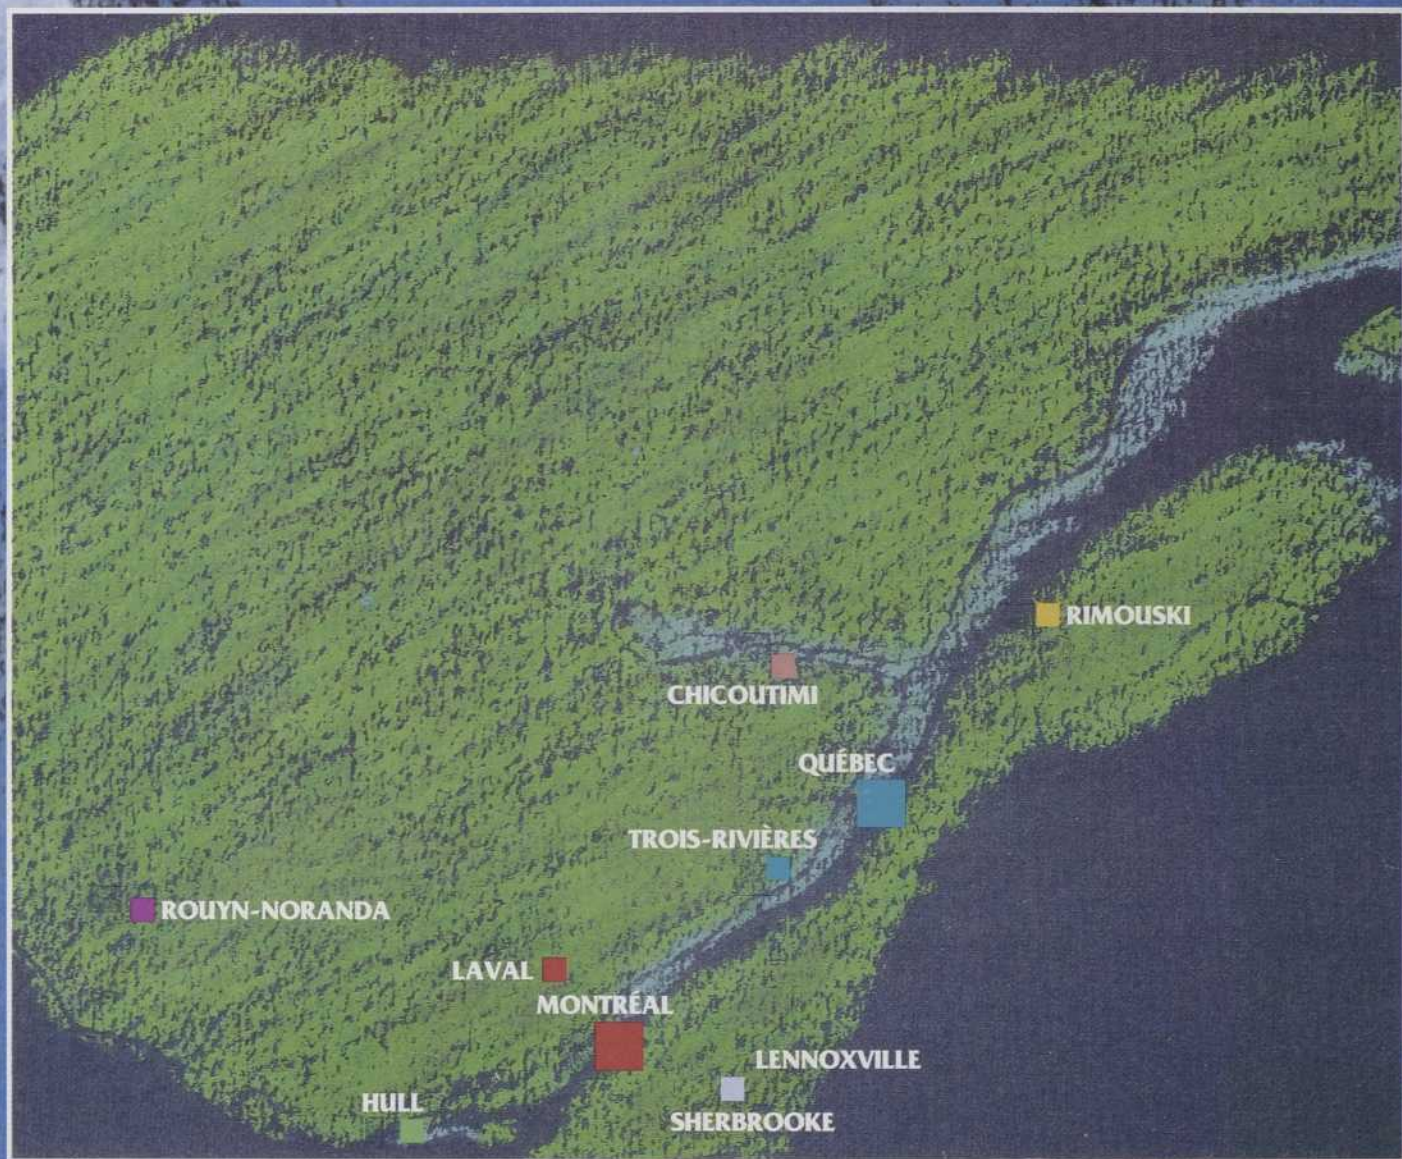 RIMOUSKI
CHICOUTIMI
QUÉBEC
TROIS-RIVIÈRES
ROUYN-NORANDA
LAVAL
MONTRÉAL
LENNOXVILLE
HULL
SHERBROOKE